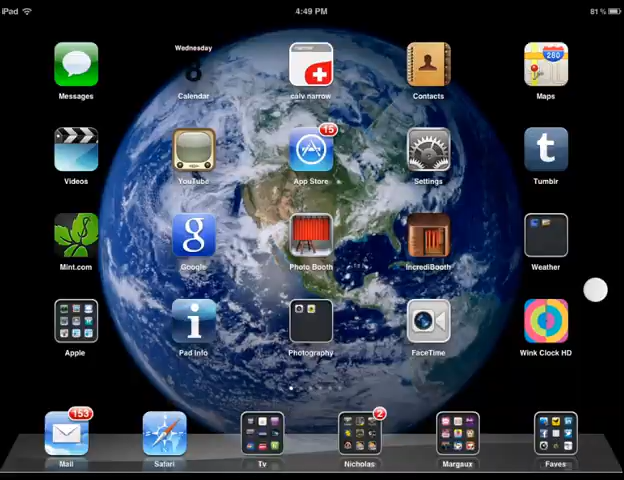 iPad
4:49 PM
81 %
Wednesday
8
narrow
280
Messages
Calendar
calv narrow
Contacts
Maps
15
t
Videos
YouTube
App Store
Settings
Tumblr
g
Mint.com
Google
Photo Booth
IncrediBooth
Weather
i
Apple
Pad Info
Photography
FaceTime
Wink Clock HD
153
2
Mail
Safari
Tv
Nicholas
Margaux
Faves